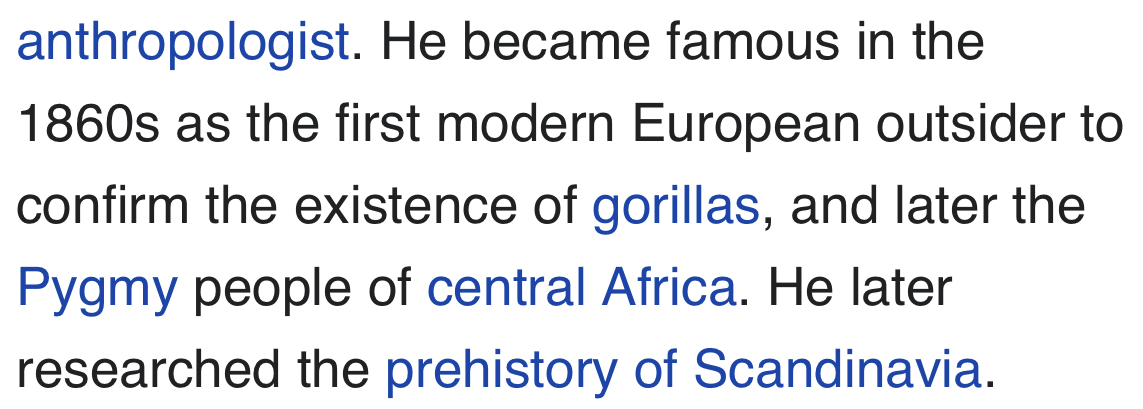 anthropologist. He became famous in the
1860s as the first modern European outsider to
confirm the existence of gorillas, and later the
Pygmy people of central Africa. He later
researched the prehistory of Scandinavia.